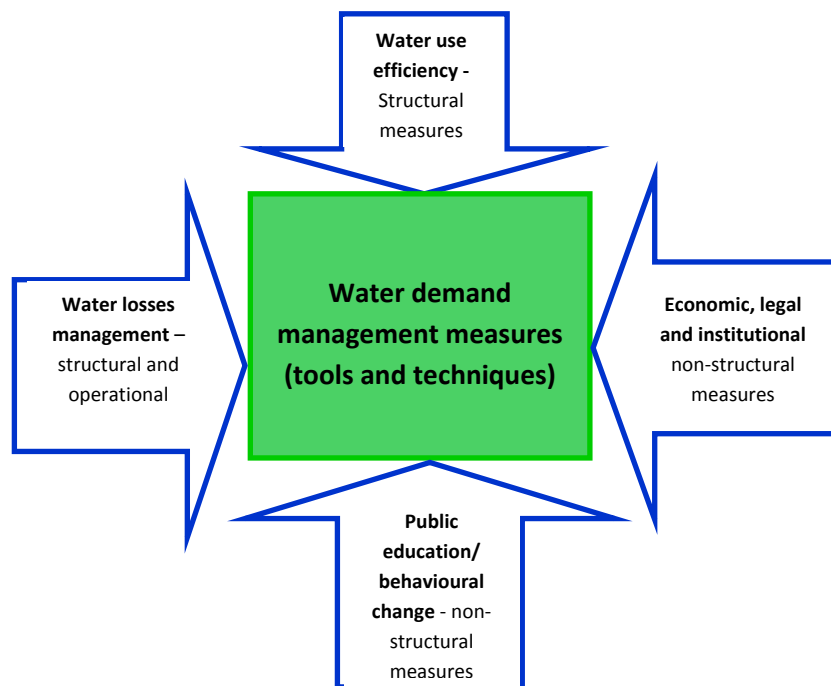 Water use
efficiency -
Structural
measures
Water losses
management –
structural and
operational
Water demand
management measures
(tools and techniques)
Economic, legal
and institutional
non-structural
measures
Public
education/
behavioural
change - non-
structural
measures